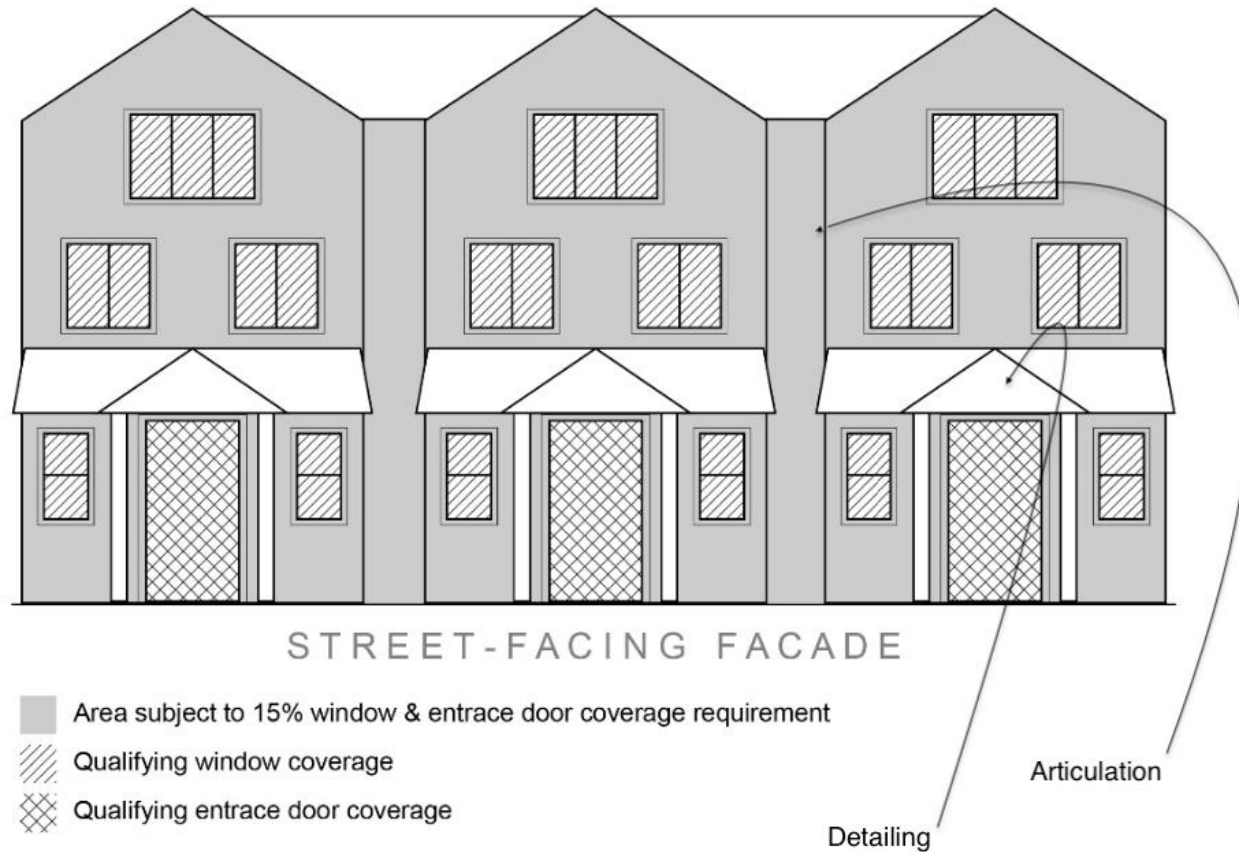 STREET-FACING FACADE
Area subject to 15% window & entrace door coverage requirement
Qualifying window coverage
Qualifying entrace door coverage
Articulation
Detailing